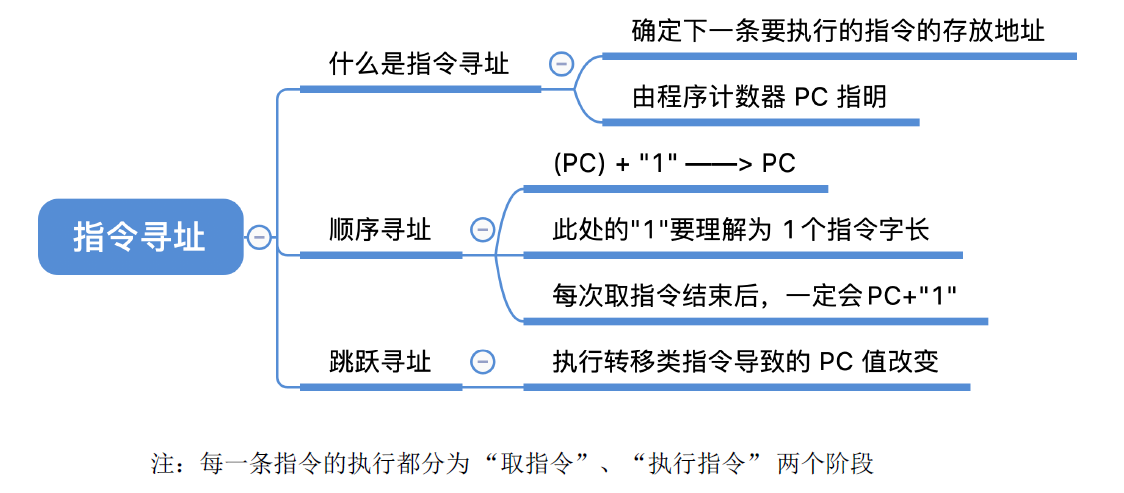 确定下一条要执行的指令的存放地址
什么是指令寻址
由程序计数器 PC 指明
(PC) + "1" ——> PC
指令寻址
顺序寻址
此处的"1"要理解为 1个指令字长
每次取指令结束后，一定会PC+"1"
跳跃寻址
执行转移类指令导致的 PC 值改变
注：每一条指令的执行都分为“取指令”、“执行指令”两个阶段